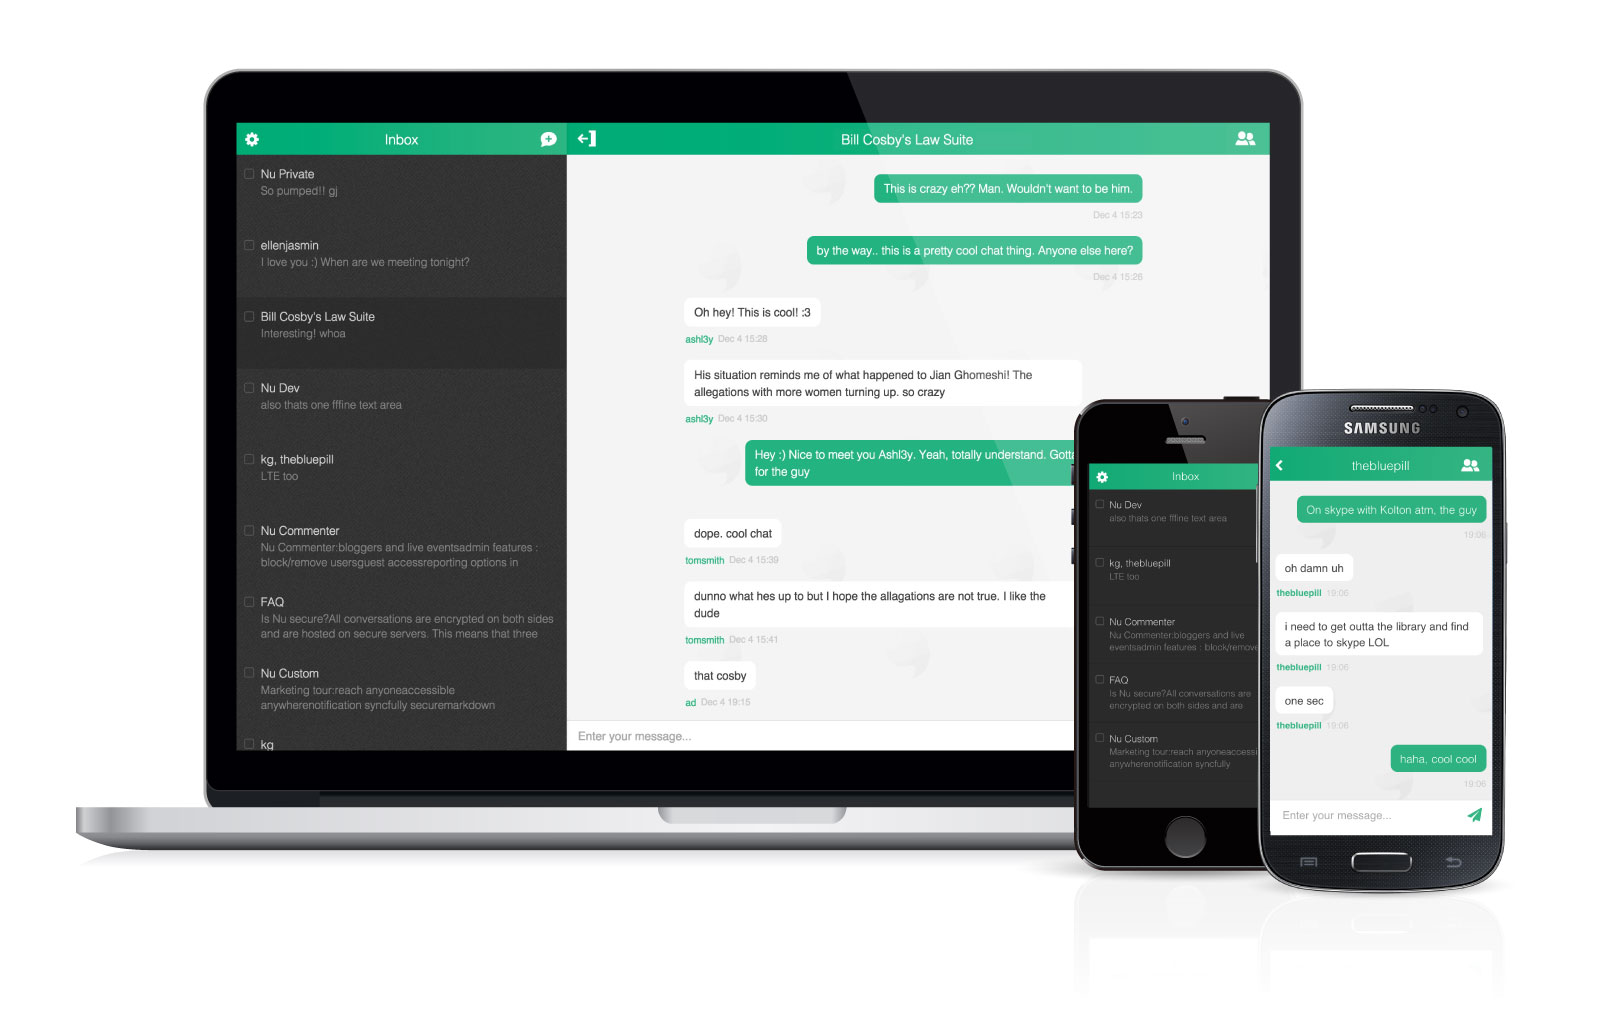 Inbox
Nu Private
So pumped!! gj
ellenjasmin
I love you :) When are we meeting tonight?
Bill Cosby's Law Suite
Interesting! whoa
Nu Dev
also thats one fffine text area
kg, thebluepill
LTE too
Nu Commenter
Nu Commenter:bloggers and live eventsadmin features :
block/remove usersguest accessreporting options in
FAQ
Is Nu secure?All conversations are encrypted on both sides
and are hosted on secure servers. This means that three
Nu Custom
Marketing tour:reach anyoneaccessible
anywherenotification syncfully securemarkdown
kg
Bill Cosby's Law Suite
This is crazy eh?? Man. Wouldn't want to be him.
Dec 4 15:23
by the way.. this is a pretty cool chat thing. Anyone else here?
Dec 4 15:26
Oh hey! This is cool! :3
ashl3y Dec 4 15:28
His situation reminds me of what happened to Jian Ghomeshi! The
allegations with more women turning up. so crazy
ashl3y Dec 4 15:30
Hey :) Nice to meet you Ashl3y. Yeah, totally understand. Gotta
for the guy
dope. cool chat
tomsmith Dec 4 15:39
dunno what hes up to but I hope the allagations are not true. I like the
dude
tomsmith Dec 4 15:41
that cosby
ad Dec 4 19:15
Enter your message...
Inbox
Nu Dev
also thats one fffine text area
kg, thebluepill
LTE too
Nu Commenter
Nu Commenter:bloggers and live
eventsadmin features : block/remove
FAQ
Is Nu secure?All conversations are
encrypted on both sides and are
Nu Custom
Marketing tour:reach anyoneaccessi
anywherenotification syncfully
SAMSUNG
thebluepill
On skype with Kolton atm, the guy
19:06
oh damn uh
thebluepill 19:06
i need to get outta the library and find
a place to skype LOL
thebluepill 19:06
one sec
thebluepill 19:06
haha, cool cool
19:06
Enter your message...